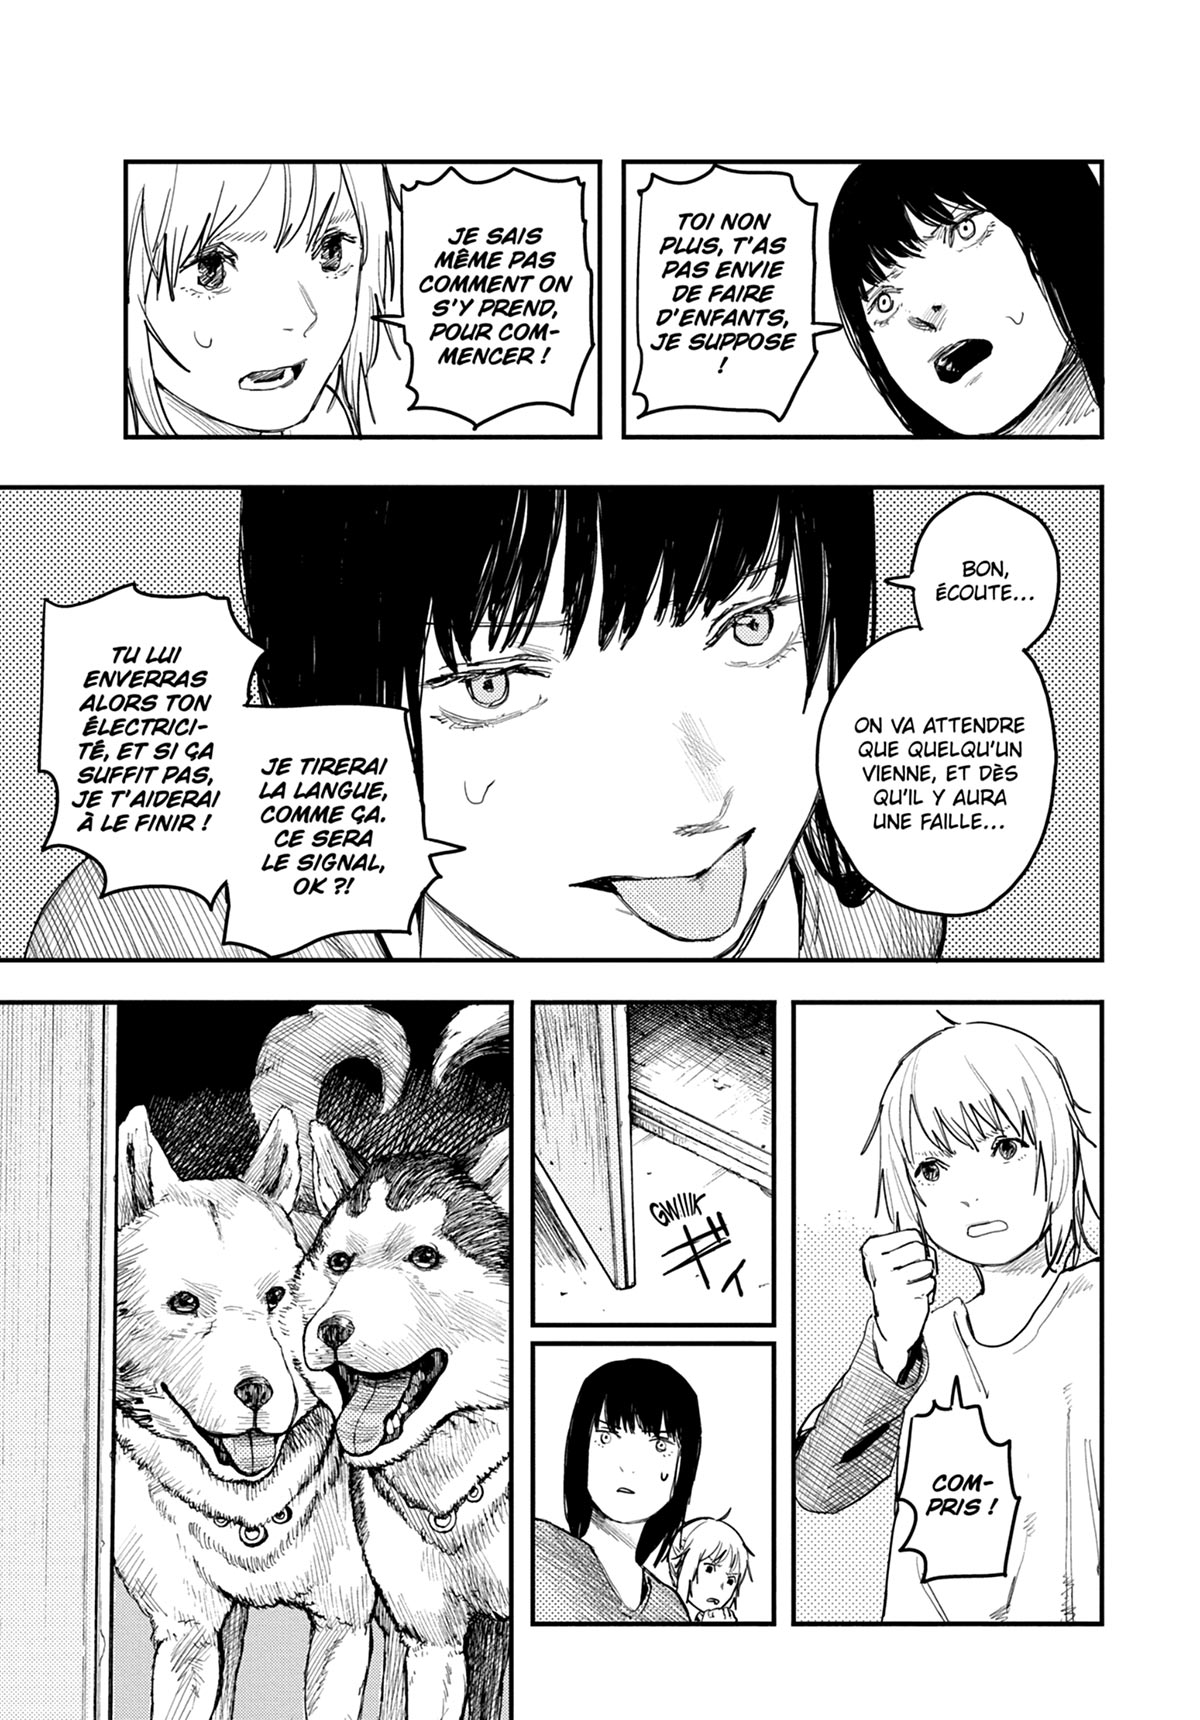 TOI NON
PLUS, T'AS
PAS ENVIE
DE FAIRE
D'ENFANTS,
JE SUPPOSE
!
JE SAIS
MÊME PAS
COMMENT ON
S'Y PREND,
POUR COM-
MENCER !
BON,
ÉCOUTE...
ON VA ATTENDRE
QUE QUELQU'UN
VIENNE, ET DÈS
QU'IL Y AURA
UNE FAILLE...
JE TIRERAI
LA LANGUE,
COMME ÇA.
CE SERA
LE SIGNAL,
OK ?!
TU LUI
ENVERRAS
ALORS TON
ÉLECTRICI-
TÉ, ET SI ÇA
SUFFIT PAS,
JE T'AIDERAI
À LE FINIR !
COM-
PRIS !
GWIIIK
ギィ